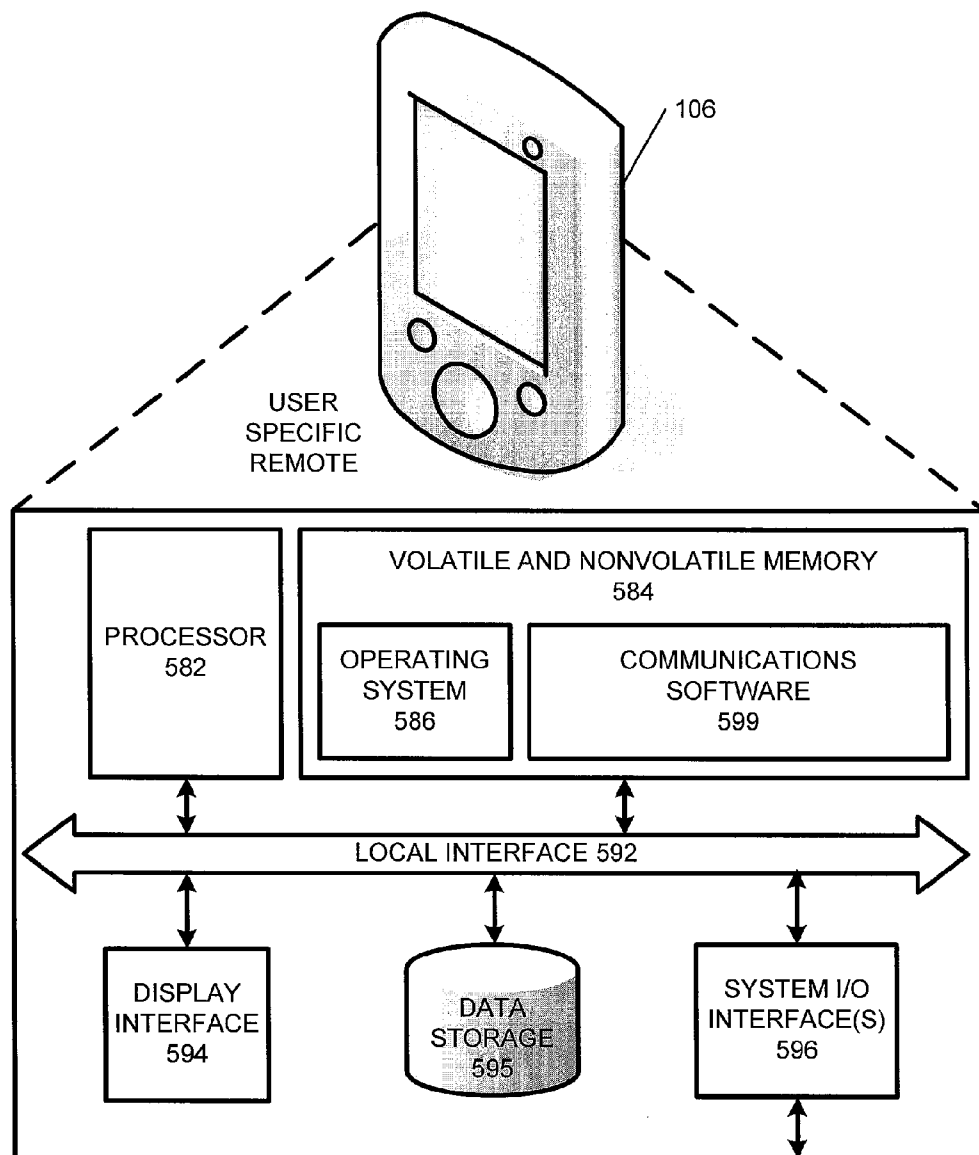 106
USER
SPECIFIC
REMOTE
VOLATILE AND NONVOLATILE MEMORY
584
PROCESSOR
582
OPERATING
SYSTEM
586
COMMUNICATIONS
SOFTWARE
599
LOCAL INTERFACE 592
DISPLAY
INTERFACE
594
DATA
STORAGE
595
SYSTEM I/O
INTERFACE(S)
596